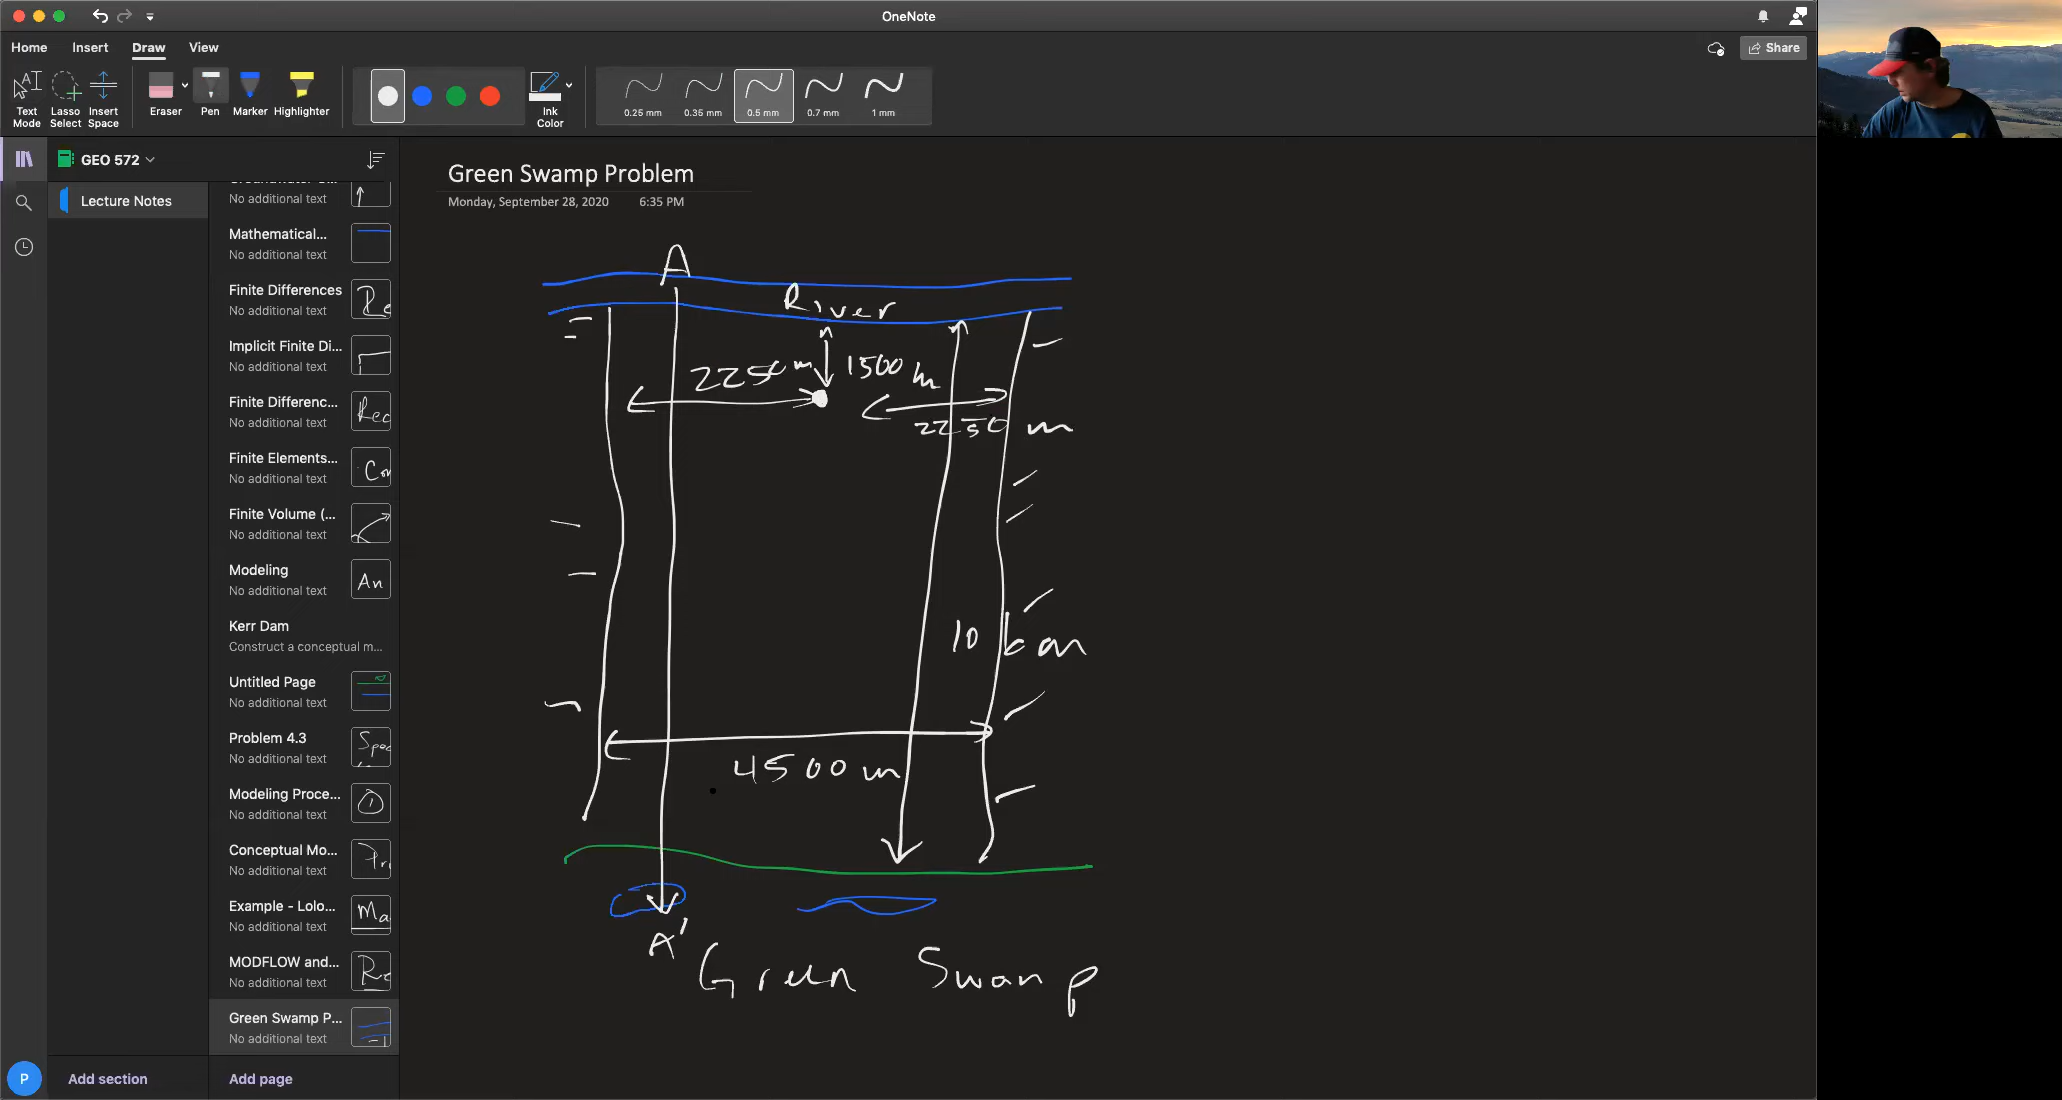 OneNote
Home Insert Draw View
Share
Text Mode
Lasso Select
Insert Space
Eraser
Pen
Marker
Highlighter
Ink Color
0.25 mm
0.35 mm
0.5 mm
0.7 mm
1 mm
GEO 572
Lecture Notes
No additional text
Mathematical...
No additional text
Finite Differences
No additional text
Implicit Finite Di...
No additional text
Finite Differenc...
No additional text
Finite Elements...
No additional text
Finite Volume (...
No additional text
Modeling
No additional text
An
Kerr Dam
Construct a conceptual m...
Untitled Page
No additional text
Problem 4.3
No additional text
Modeling Proce...
No additional text
Conceptual Mo...
No additional text
Example - Lolo...
No additional text
MODFLOW and...
No additional text
Green Swamp P...
No additional text
P
Add section
Add page
Green Swamp Problem
Monday, September 28, 2020 6:35 PM
A
River
2250 m
1500 m
2250 m
10 km
4500 m
A'
Green Swamp